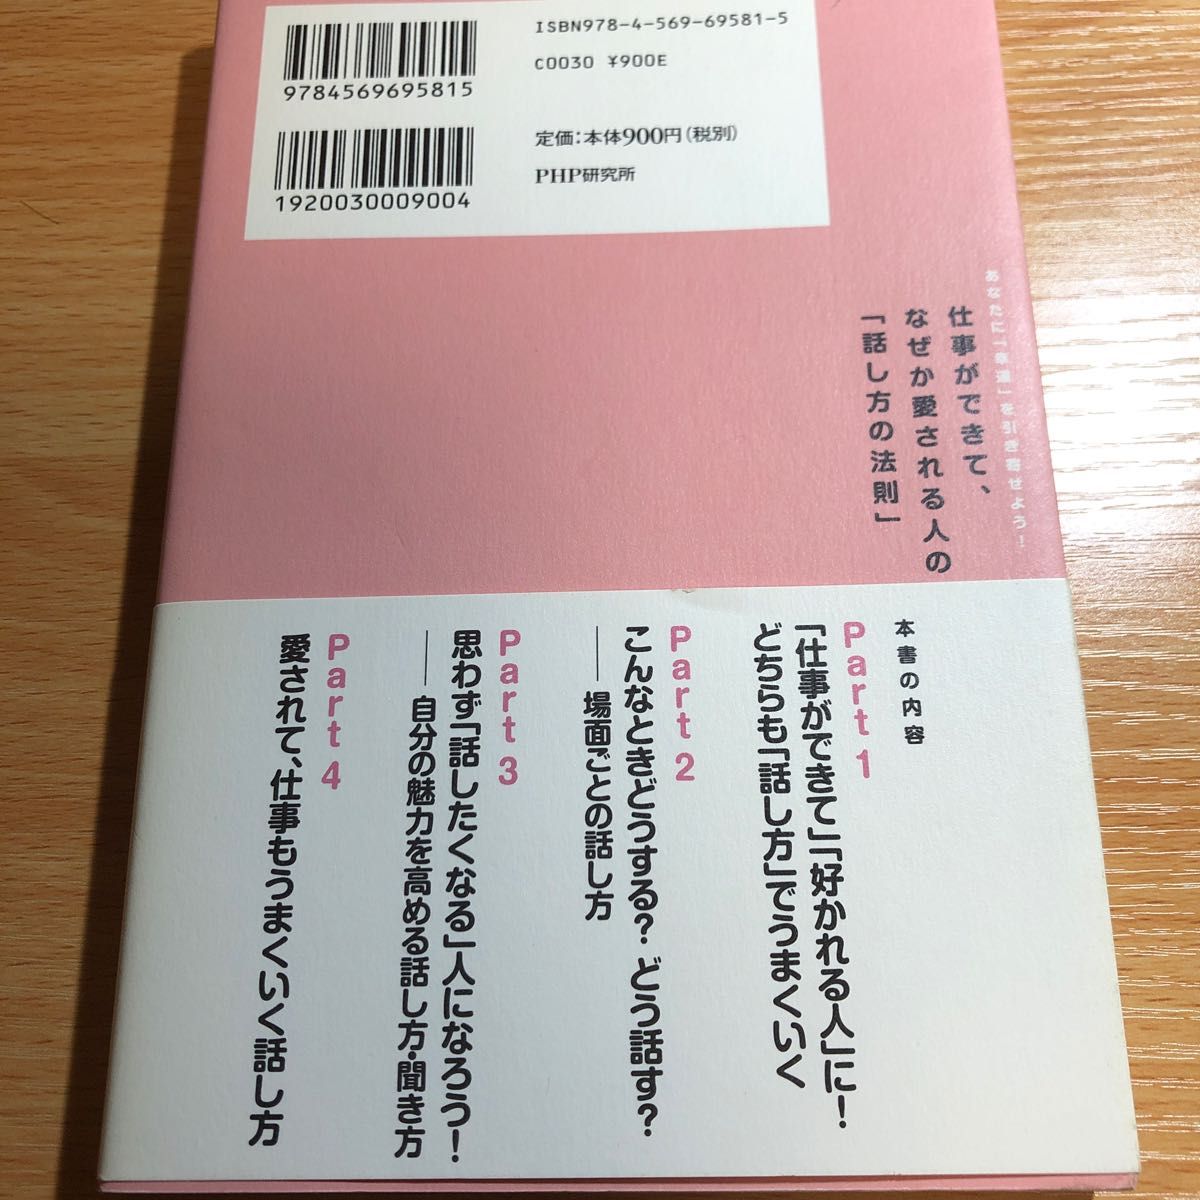 ISBN978-4-569-69581-5
C0030 ¥900E
9784569695815
定価:本体900円(税別)
PHP研究所
1920030009004
あなたに「幸運」を引き寄せよう!
仕事ができて、
なぜか愛される人の
「話し方の法則」
本書の内容
Part 1
「仕事ができて」「好かれる人」に!
どちらも「話し方」でうまくいく
Part 2
こんなときどうする? どう話す?
――場面ごとの話し方
Part 3
思わず「話したくなる」人になろう!
――自分の魅力を高める話し方・聞き方
Part 4
愛されて、仕事もうまくいく話し方